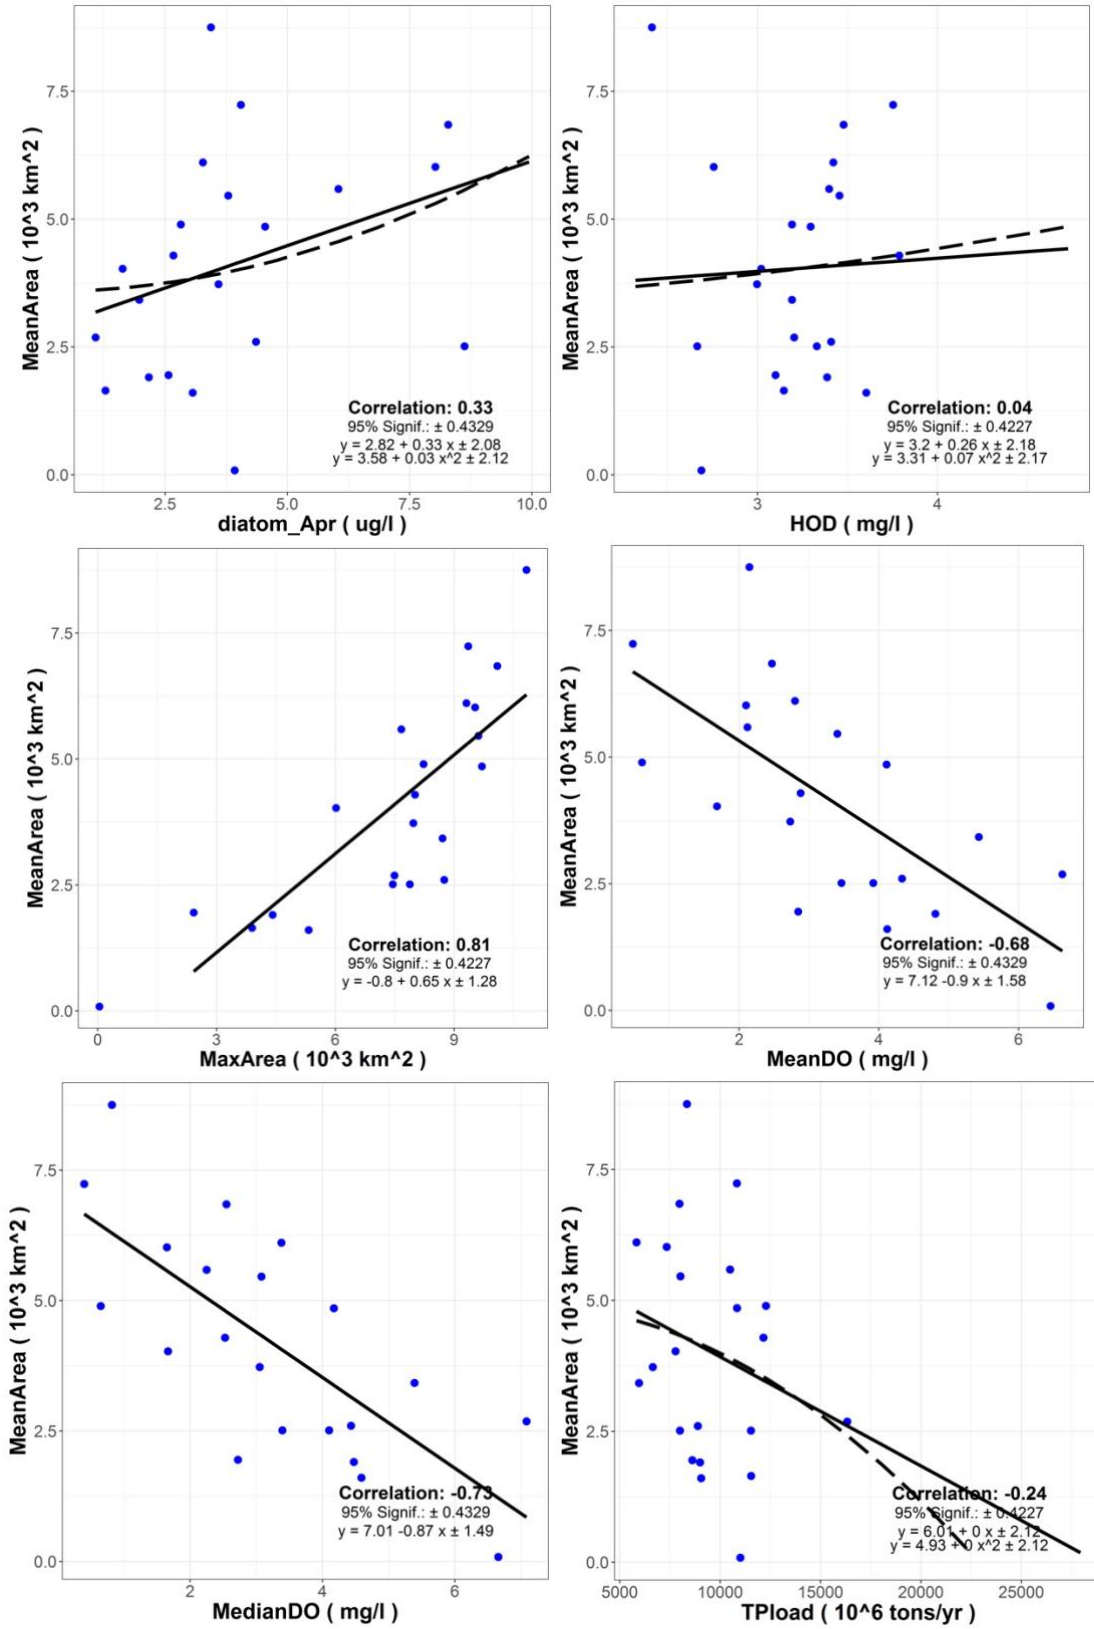 MeanArea ( 10^3 km^2 )
7.5
5.0
2.5
0.0
Correlation: 0.33
95% Signif.: ± 0.4329
y = 2.82 + 0.33 x ± 2.08
y = 3.58 + 0.03 x^2 ± 2.12
2.5 5.0 7.5 10.0
diatom_Apr ( ug/l )
MeanArea ( 10^3 km^2 )
7.5
5.0
2.5
0.0
Correlation: 0.04
95% Signif.: ± 0.4227
y = 3.2 + 0.26 x ± 2.18
y = 3.31 + 0.07 x^2 ± 2.17
3 4
HOD ( mg/l )
MeanArea ( 10^3 km^2 )
7.5
5.0
2.5
0.0
Correlation: 0.81
95% Signif.: ± 0.4227
y = -0.8 + 0.65 x ± 1.28
0 3 6 9
MaxArea ( 10^3 km^2 )
MeanArea ( 10^3 km^2 )
7.5
5.0
2.5
0.0
Correlation: -0.68
95% Signif.: ± 0.4329
y = 7.12 -0.9 x ± 1.58
2 4 6
MeanDO ( mg/l )
MeanArea ( 10^3 km^2 )
7.5
5.0
2.5
0.0
Correlation: -0.73
95% Signif.: ± 0.4329
y = 7.01 -0.87 x ± 1.49
2 4 6
MedianDO ( mg/l )
MeanArea ( 10^3 km^2 )
7.5
5.0
2.5
0.0
Correlation: -0.24
95% Signif.: ± 0.4227
y = 6.01 + 0 x ± 2.12
y = 4.93 + 0 x^2 ± 2.12
5000 10000 15000 20000 25000
TPload ( 10^6 tons/yr )